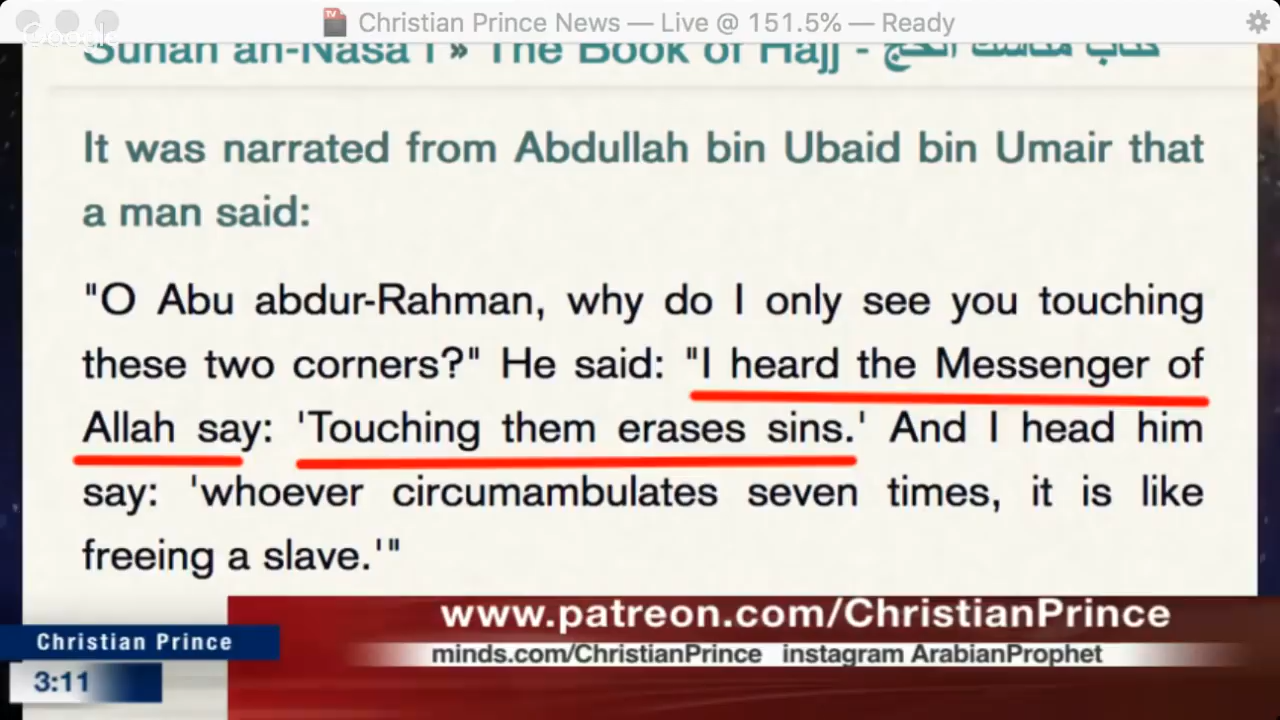 Christian Prince News — Live @ 151.5% — Ready
Google
Sunan an-Nasa'i » The Book of Hajj - كتاب مناسك الحج
It was narrated from Abdullah bin Ubaid bin Umair that
a man said:
"O Abu abdur-Rahman, why do I only see you touching
these two corners?" He said: "I heard the Messenger of
Allah say: 'Touching them erases sins.' And I head him
say: 'whoever circumambulates seven times, it is like
freeing a slave.'"
www.patreon.com/ChristianPrince
Christian Prince
minds.com/ChristianPrince instagram ArabianProphet
3:11